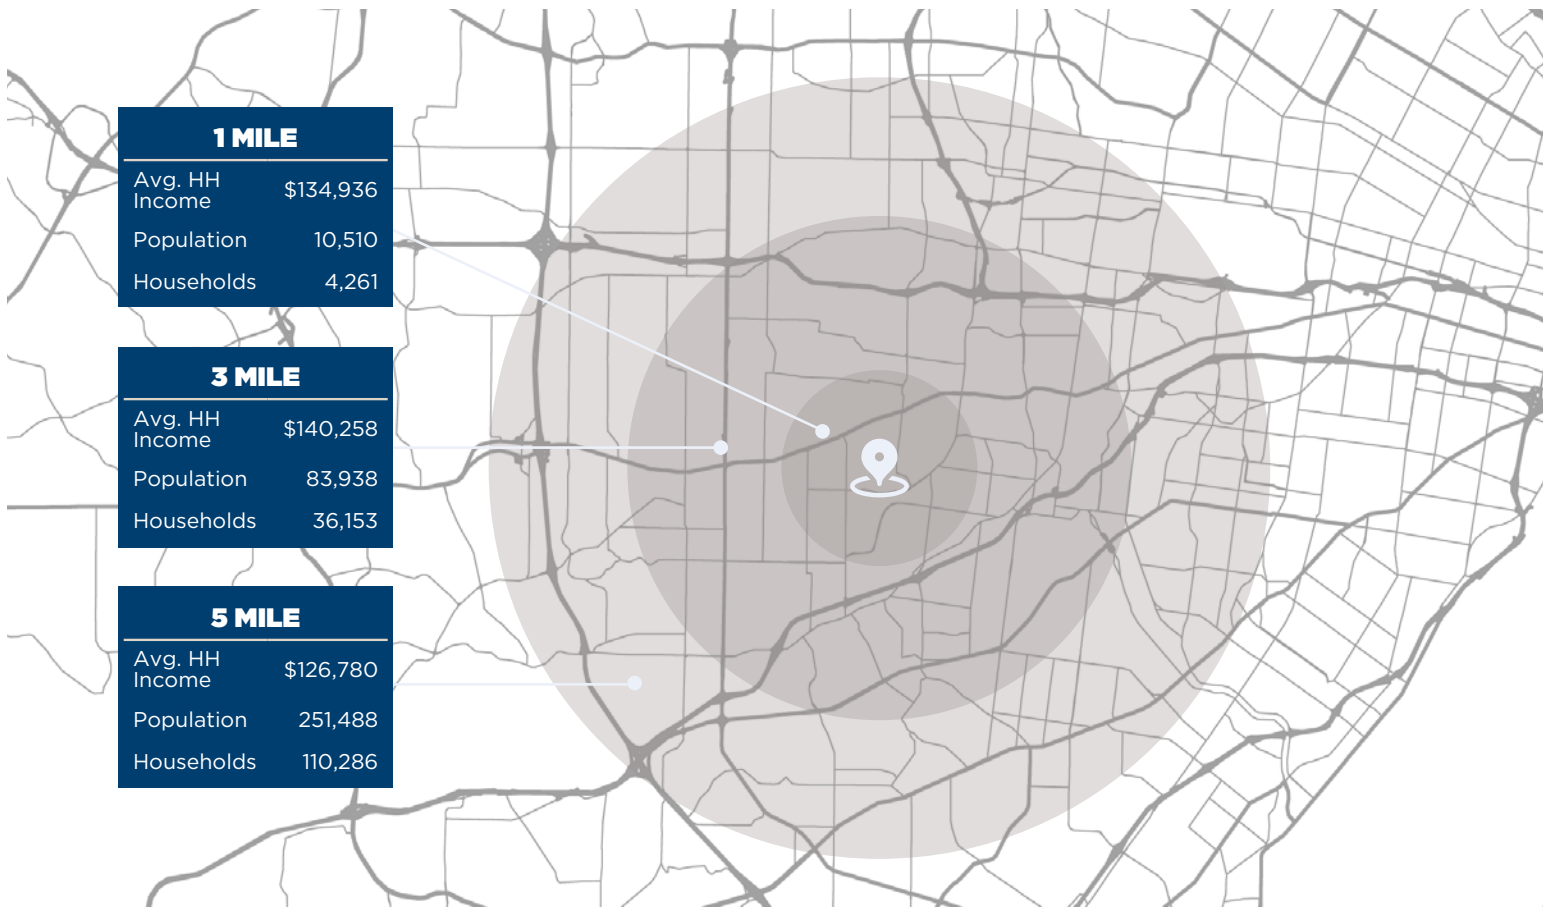 1 MILE
Avg. HH
Income
$134,936
Population 10,510
Households 4,261
3 MILE
Avg. HH
Income
$140,258
Population 83,938
Households 36,153
5 MILE
Avg. HH
Income
$126,780
Population 251,488
Households 110,286